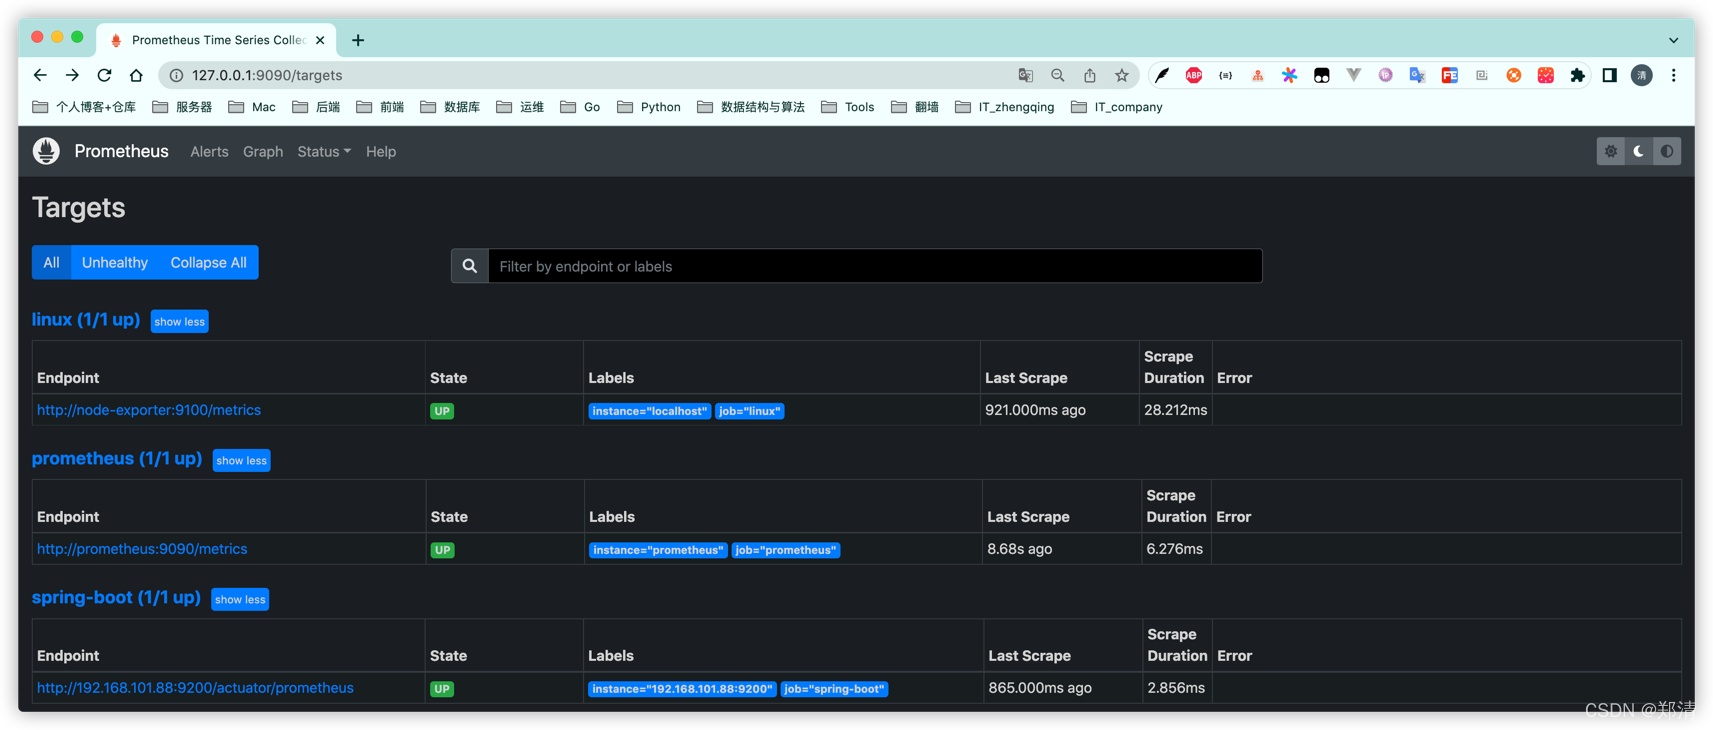 Prometheus Time Series Collec
127.0.0.1:9090/targets
ABP
FE
清
个人博客+仓库 服务器 Mac 后端 前端 数据库 运维 Go Python 数据结构与算法 Tools 翻墙 IT_zhengqing IT_company
Prometheus Alerts Graph Status Help
Targets
All Unhealthy Collapse All
Filter by endpoint or labels
linux (1/1 up) show less
Endpoint State Labels Last Scrape Scrape Duration Error
http://node-exporter:9100/metrics UP instance="localhost" job="linux" 921.000ms ago 28.212ms
prometheus (1/1 up) show less
Endpoint State Labels Last Scrape Scrape Duration Error
http://prometheus:9090/metrics UP instance="prometheus" job="prometheus" 8.68s ago 6.276ms
spring-boot (1/1 up) show less
Endpoint State Labels Last Scrape Scrape Duration Error
http://192.168.101.88:9200/actuator/prometheus UP instance="192.168.101.88:9200" job="spring-boot" 865.000ms ago 2.856ms
CSDN @郑清